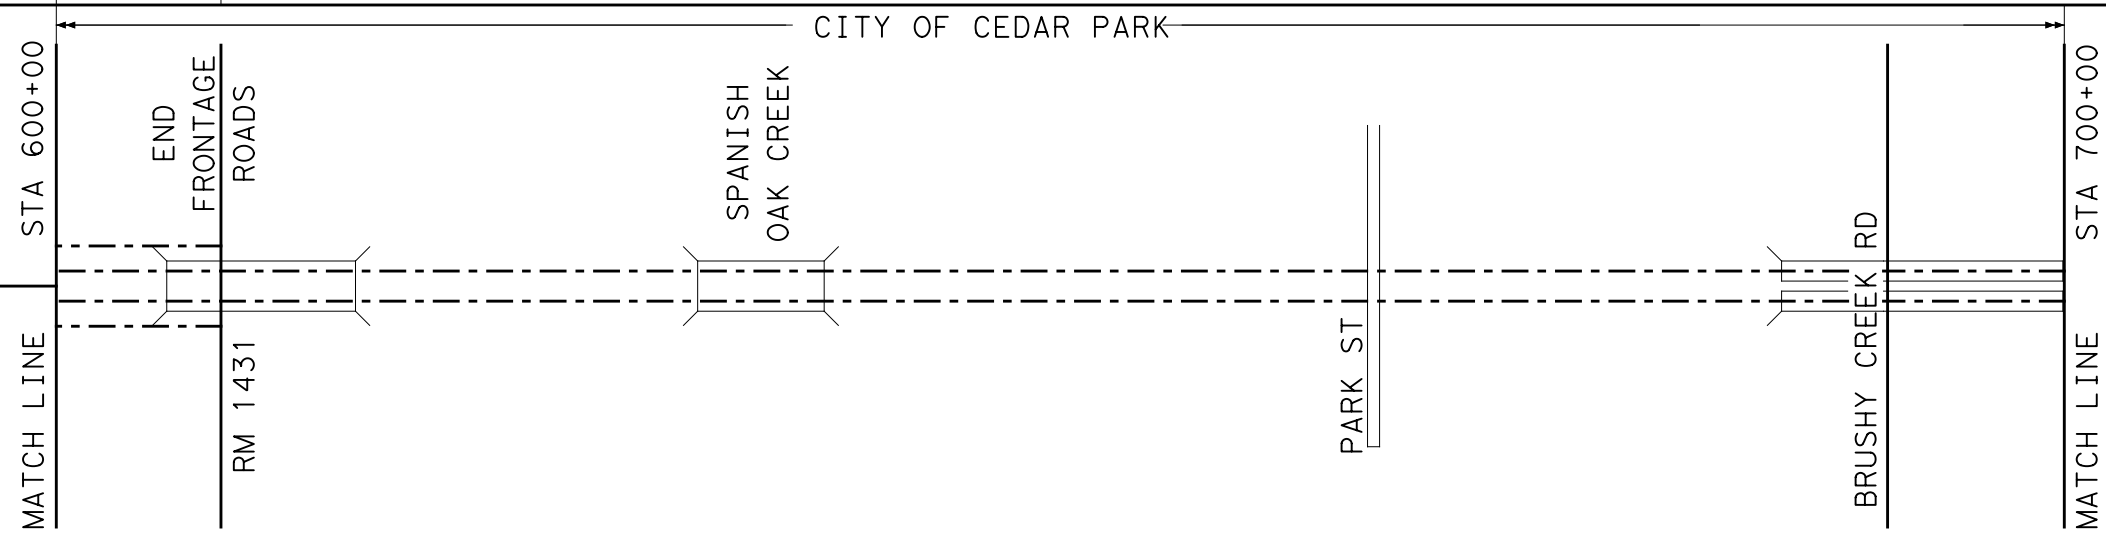 CITY OF CEDAR PARK
MATCH LINE STA 600+00
END
FRONTAGE
ROADS
RM 1431
SPANISH
OAK CREEK
PARK ST
BRUSHY CREEK RD
MATCH LINE STA 700+00